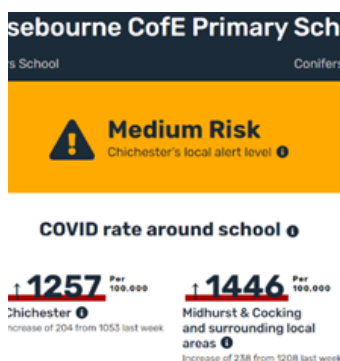 sebourne CofE Primary Sch
s School Conifers
Medium Risk
Chichester's local alert level
COVID rate around school
↑ 1257 Per 100,000
↑ 1446 Per 100,000
Chichester
increase of 204 from 1053 last week
Midhurst & Cocking
and surrounding local
areas
Increase of 238 from 1208 last week